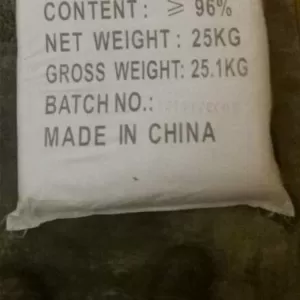 CONTENT: ≥ 96%
NET WEIGHT: 25KG
GROSS WEIGHT: 25.1KG
BATCH NO.:
MADE IN CHINA